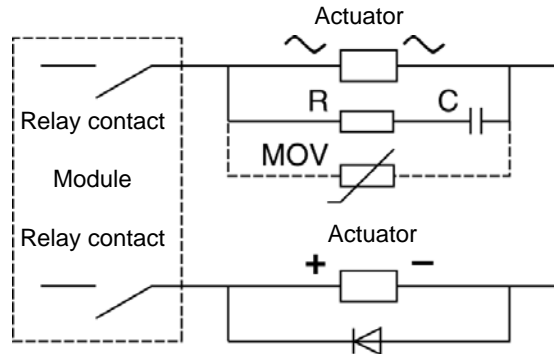 Actuator
R
C
Relay contact
MOV
Module
Relay contact
Actuator
+ −